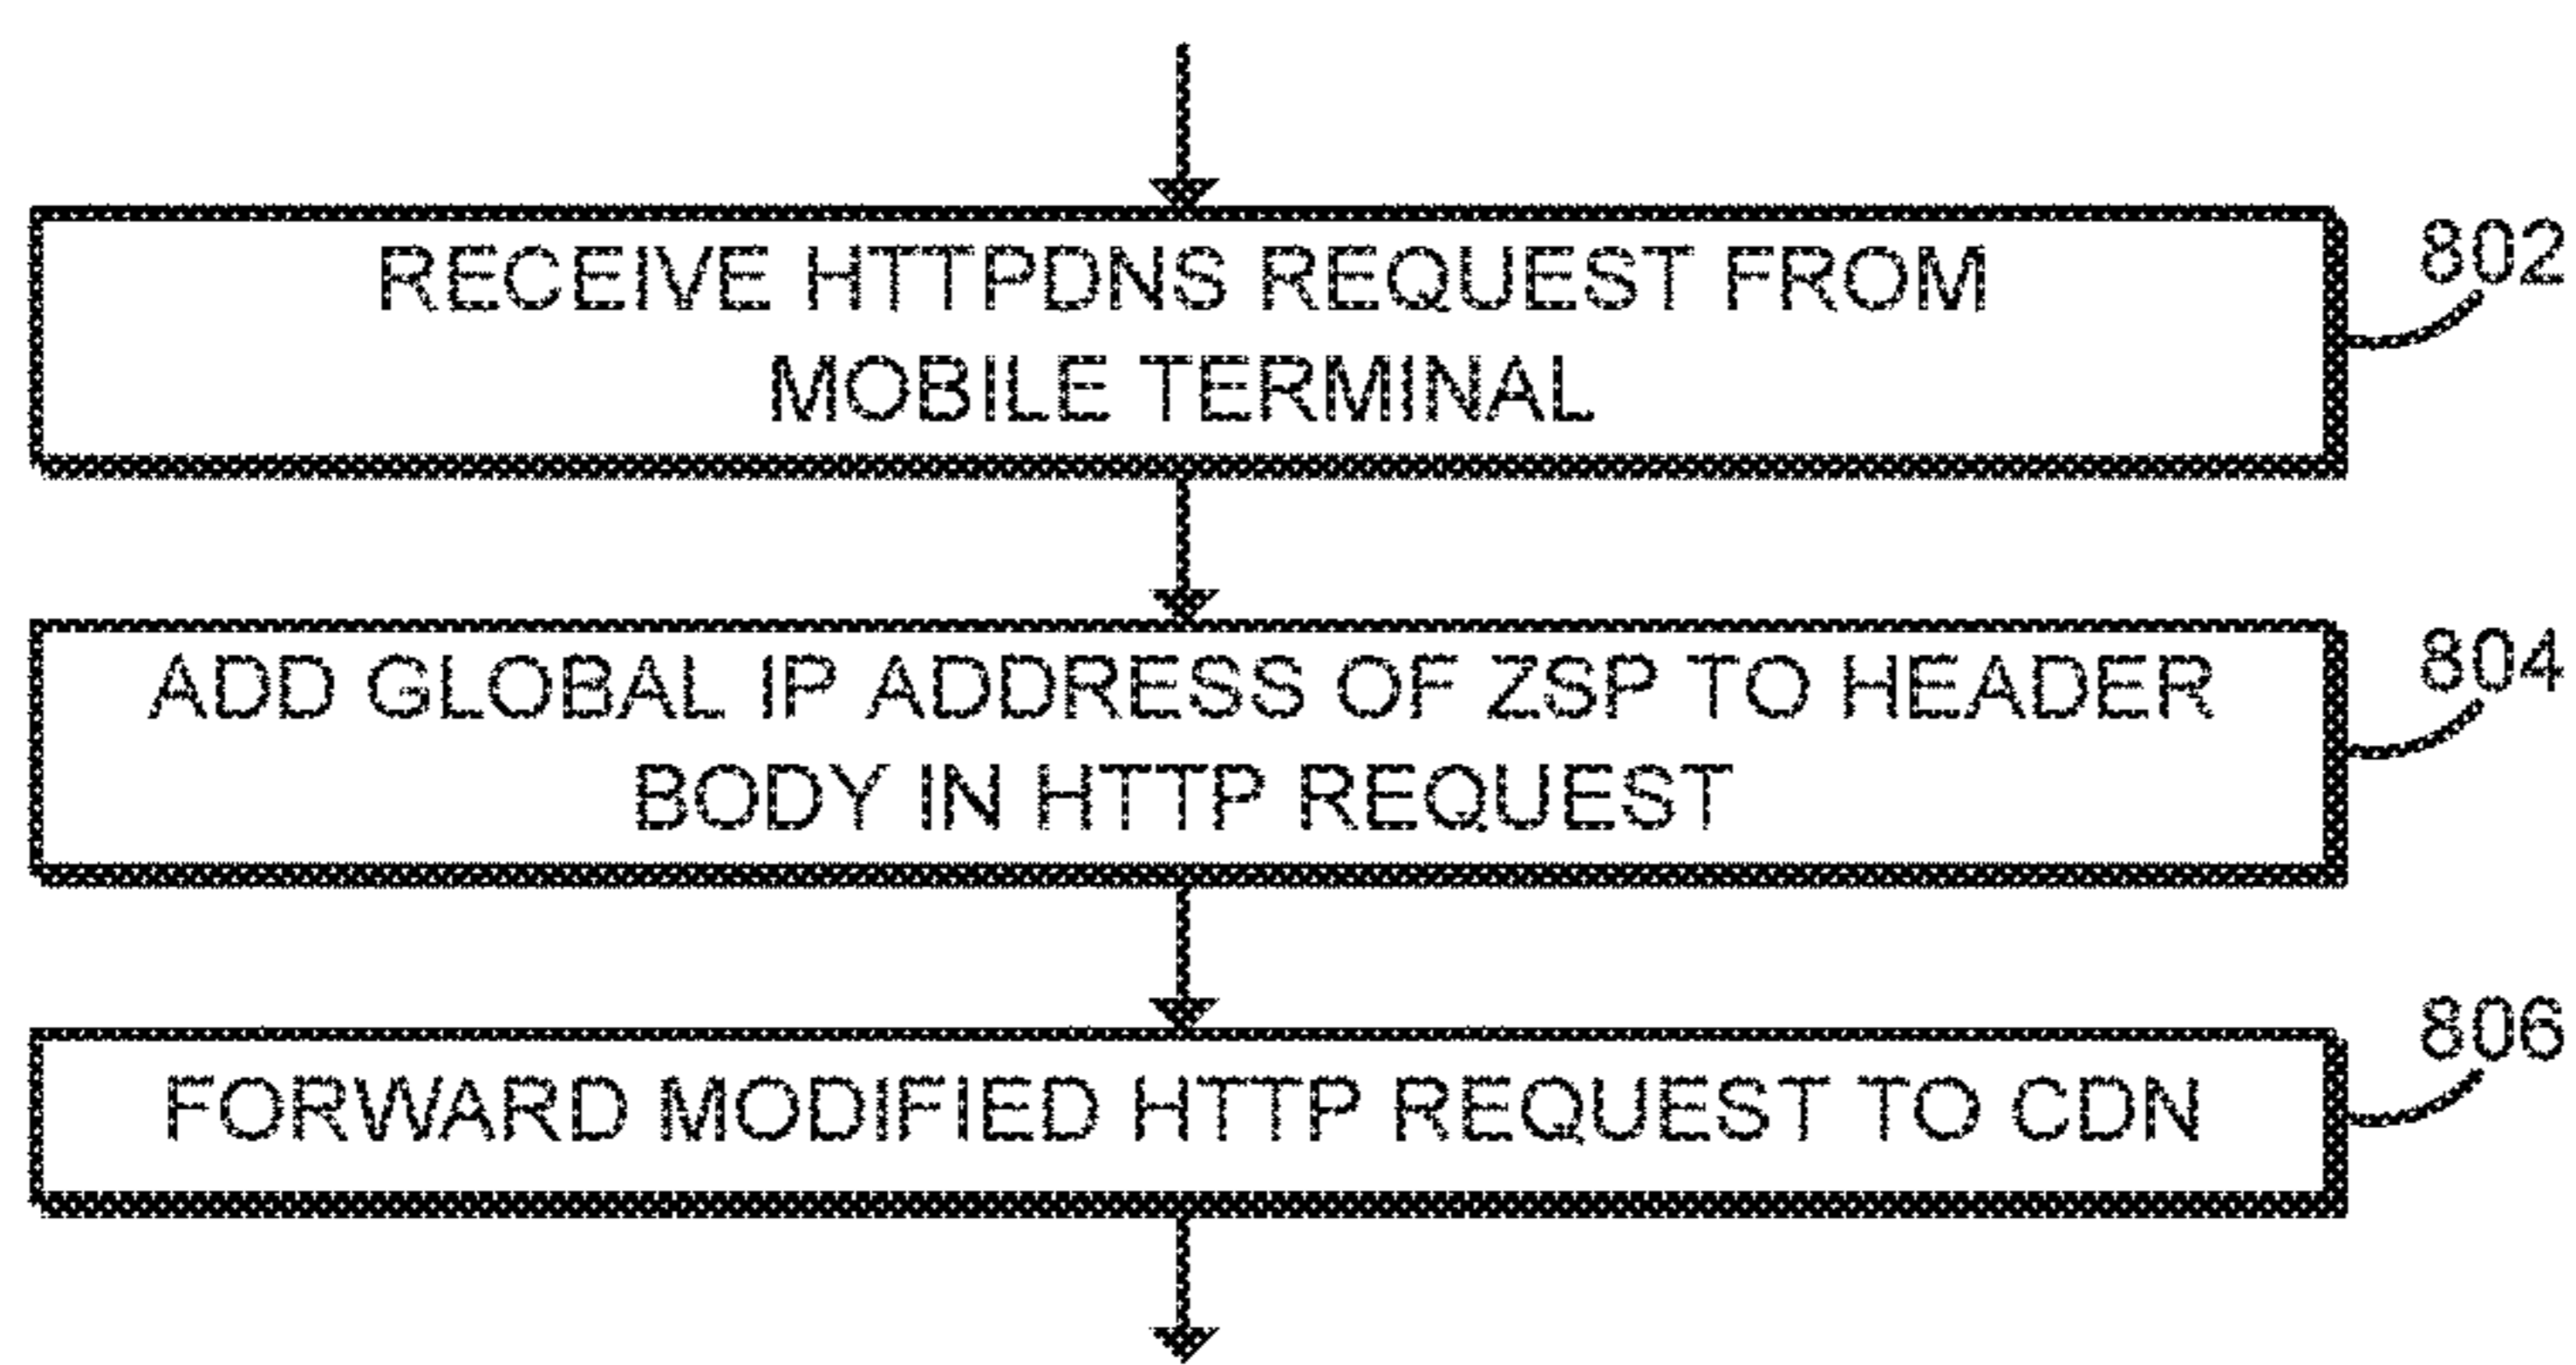 RECEIVE HTTPDNS REQUEST FROM
MOBILE TERMINAL
802
ADD GLOBAL IP ADDRESS OF ZSP TO HEADER
BODY IN HTTP REQUEST
804
FORWARD MODIFIED HTTP REQUEST TO CDN
806